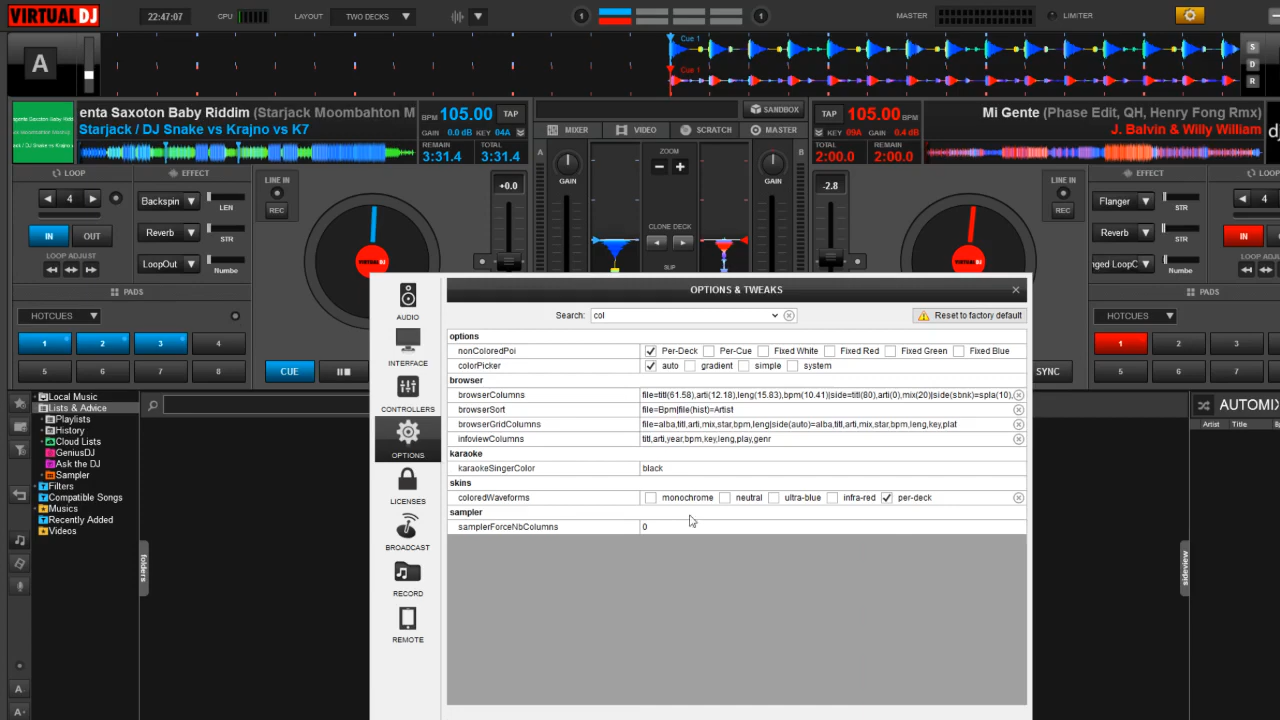 VIRTUAL DJ 22:47:07 CPU LAYOUT TWO DECKS 1 1 MASTER LIMITER
A Cue 1 S
D
Cue 1 R
enta Saxoton Baby Riddim (Starjack Moombahton M BPM 105.00 TAP SANDBOX TAP 105.00 BPM Mi Gente (Phase Edit, QH, Henry Fong Rmx)
Starjack / DJ Snake vs Krajno vs K7 GAIN 0.0 dB KEY 04A MIXER VIDEO SCRATCH MASTER KEY 09A GAIN 0.4 dB J. Balvin & Willy William
REMAIN TOTAL A ZOOM B TOTAL REMAIN
3:31.4 3:31.4 2:00.0 2:00.0
LOOP EFFECT LINE IN GAIN GAIN LINE IN EFFECT LOOP
4 Backspin LEN REC +0.0 -2.8 REC Flanger STR 4
IN OUT Reverb STR CLONE DECK Reverb STR IN
LOOP ADJUST LoopOut Numbe VIRTUAL DJ SLIP VIRTUAL DJ nged LoopC Numbe
PADS PADS
HOTCUES HOTCUES
1 2 3 4 1 2 3
5 6 7 8 CUE SYNC 5 6 7
OPTIONS & TWEAKS
AUDIO
INTERFACE
CONTROLLERS
OPTIONS
LICENSES
BROADCAST
RECORD
REMOTE
Search: col Reset to factory default
options
nonColoredPoi Per-Deck Per-Cue Fixed White Fixed Red Fixed Green Fixed Blue
colorPicker auto gradient simple system
browser
browserColumns file=titl(61.58),arti(12.18),leng(15.83),bpm(10.41)|side=titl(80),arti(0),mix(20)|side(sbnk)=spla(10),
browserSort file=Bpm|file(hist)=Artist
browserGridColumns file=alba,titl,arti,mix,star,bpm,leng|side(auto)=alba,titl,arti,mix,star,bpm,leng,key,plat
infoviewColumns titl,arti,year,bpm,key,leng,play,genr
karaoke
karaokeSingerColor black
skins
coloredWaveforms monochrome neutral ultra-blue infra-red per-deck
sampler
samplerForceNbColumns 0
Local Music
Lists & Advice
Playlists
History
Cloud Lists
GeniusDJ
Ask the DJ
Sampler
Filters
Compatible Songs
Musics
Recently Added
Videos
folders
sideview
AUTOMIX
Artist Title
A
A+